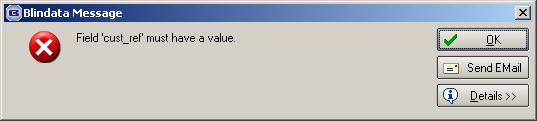 Blindata Message
Field 'cust_ref' must have a value.
OK
Send EMail
Details >>